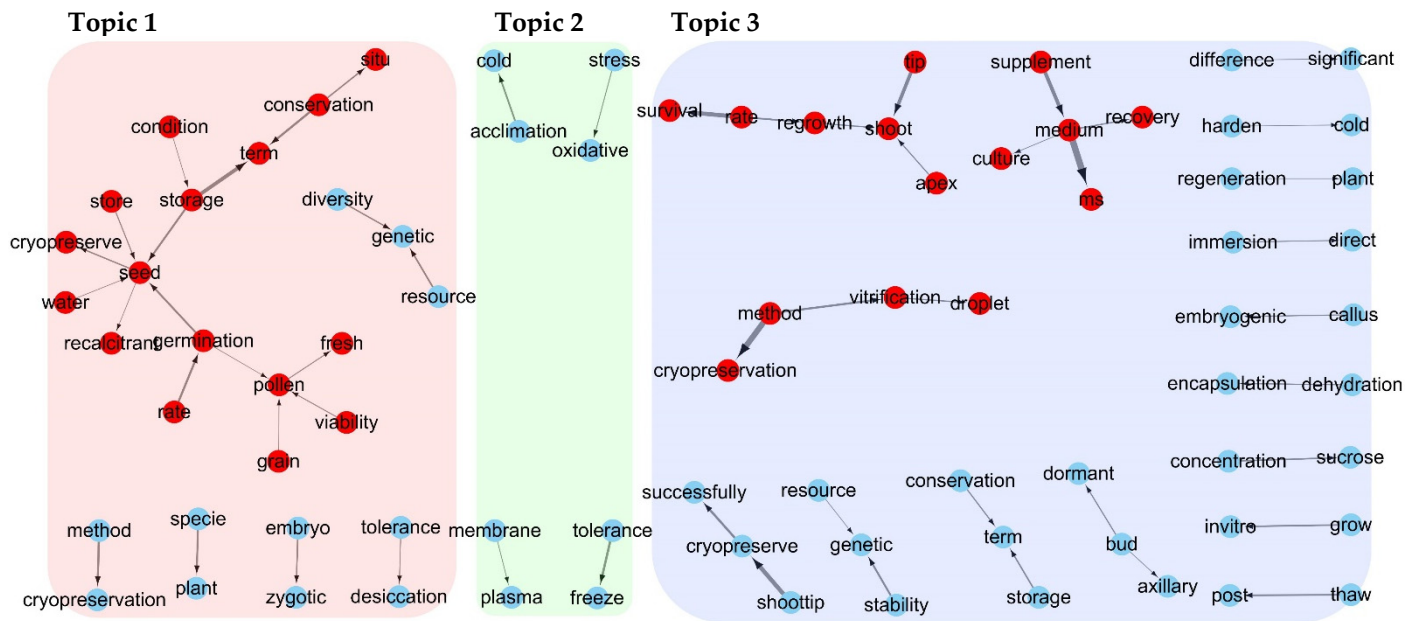 Topic 1
situ
conservation
condition
term
storage
store
diversity
cryopreserve
genetic
seed
water
resource
recalcitrant
germination
fresh
pollen
rate
viability
grain
method
specie
embryo
tolerance
cryopreservation
plant
zygotic
desiccation
Topic 2
cold
stress
acclimation
oxidative
membrane
tolerance
plasma
freeze
Topic 3
tip
supplement
survival
rate
regrowth
shoot
medium
recovery
culture
apex
ms
method
vitrification
droplet
cryopreservation
difference
significant
harden
cold
regeneration
plant
immersion
direct
embryogenic
callus
encapsulation
dehydration
concentration
sucrose
invitro
grow
post
thaw
successfully
resource
conservation
dormant
cryopreserve
genetic
term
bud
shoottip
stability
storage
axillary